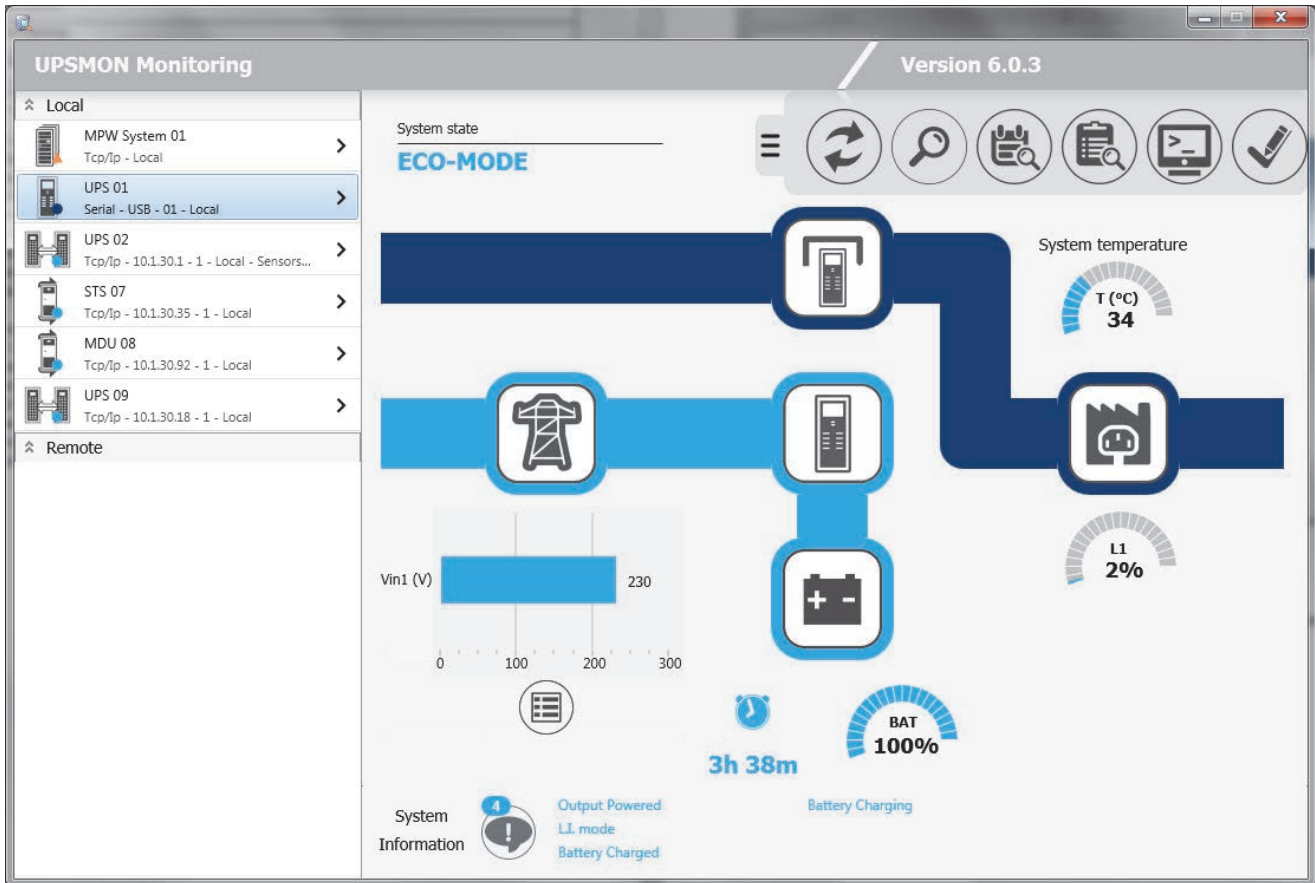 UPSMON Monitoring
Version 6.0.3
Local
MPW System 01
Tcp/Ip - Local
UPS 01
Serial - USB - 01 - Local
UPS 02
Tcp/Ip - 10.1.30.1 - 1 - Local - Sensors...
STS 07
Tcp/Ip - 10.1.30.35 - 1 - Local
MDU 08
Tcp/Ip - 10.1.30.92 - 1 - Local
UPS 09
Tcp/Ip - 10.1.30.18 - 1 - Local
Remote
System state
ECO-MODE
System temperature
T (°C)
34
L1
2%
Vin1 (V)
230
0 100 200 300
BAT
100%
3h 38m
System
Information
4
Output Powered
L.I. mode
Battery Charged
Battery Charging